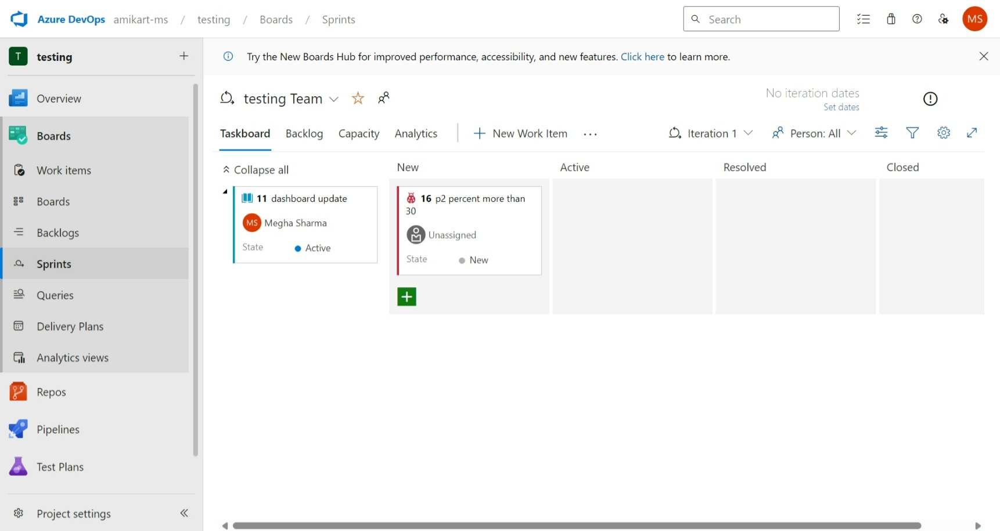 Azure DevOps amikart-ms / testing / Boards / Sprints Search MS
T testing +
Try the New Boards Hub for improved performance, accessibility, and new features. Click here to learn more.
Overview
Boards
Work items
Boards
Backlogs
Sprints
Queries
Delivery Plans
Analytics views
Repos
Pipelines
Test Plans
Project settings
testing Team
No iteration dates
Set dates
Taskboard Backlog Capacity Analytics + New Work Item ... Iteration 1 Person: All
Collapse all New Active Resolved Closed
11 dashboard update
MS Megha Sharma
State Active
16 p2 percent more than
30
Unassigned
State New
+